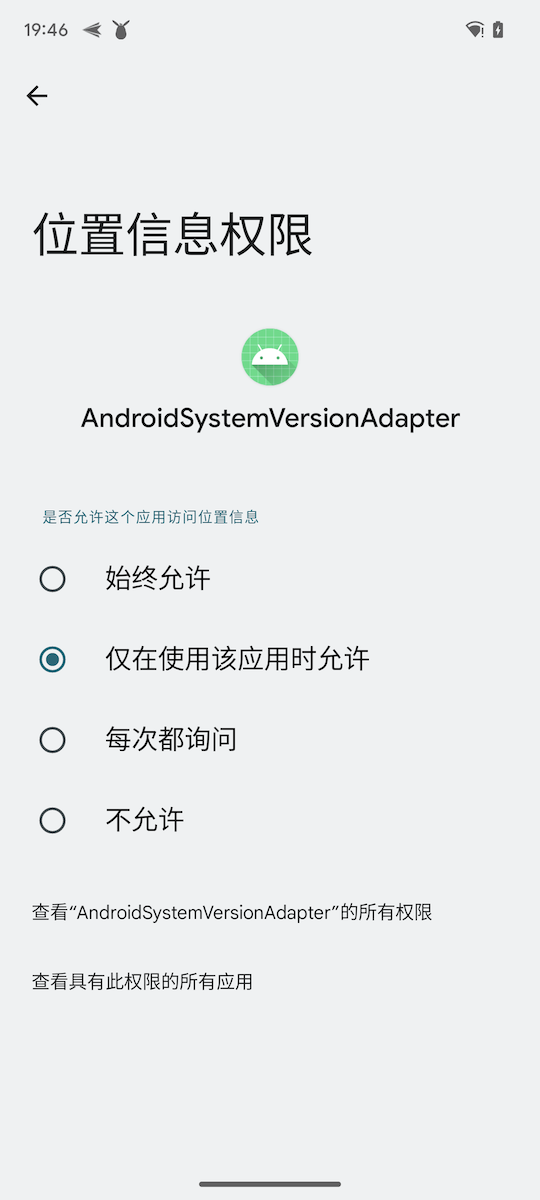 19:46
位置信息权限
AndroidSystemVersionAdapter
是否允许这个应用访问位置信息
始终允许
仅在使用该应用时允许
每次都询问
不允许
查看“AndroidSystemVersionAdapter”的所有权限
查看具有此权限的所有应用